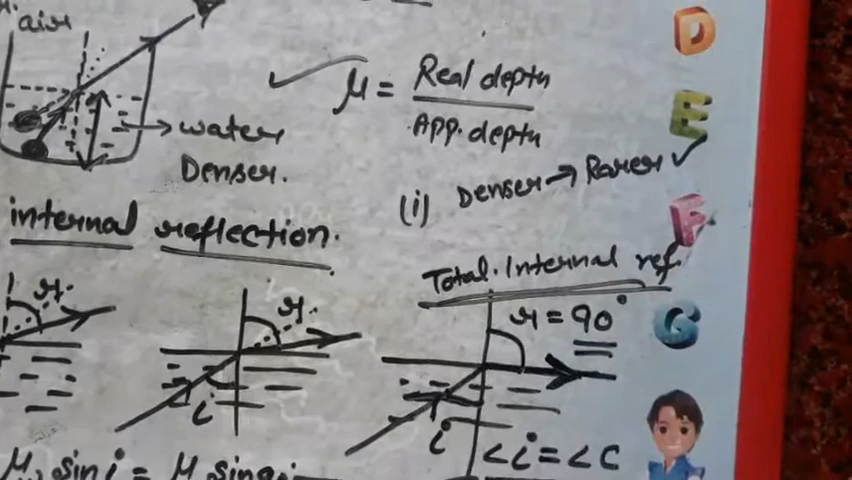 air
μ = Real depth
App. depth
water
Denser.
(i) Denser → Rarer ✓
internal reflection.
Total. Internal ref.
r
r
r = 90°
i
i
<i = <c
sin i = μ sin
D
E
F
G